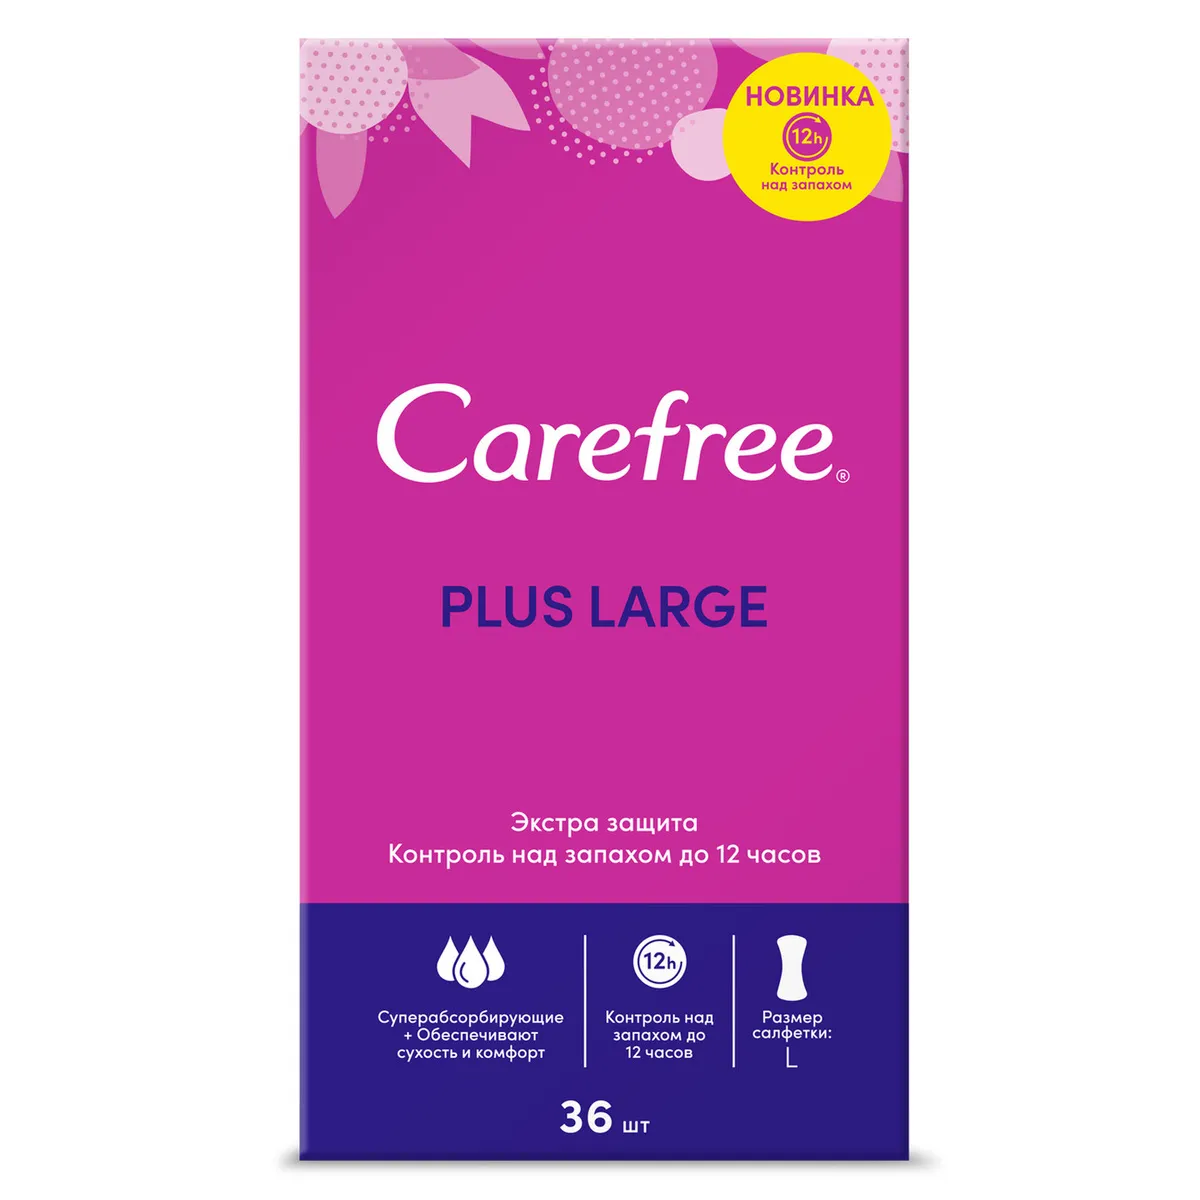 НОВИНКА
12h
Контроль
над запахом
Carefree®
PLUS LARGE
Экстра защита
Контроль над запахом до 12 часов
Суперабсорбирующие
+ Обеспечивают
сухость и комфорт
12h
Контроль над
запахом до
12 часов
Размер
салфетки:
L
36 шт